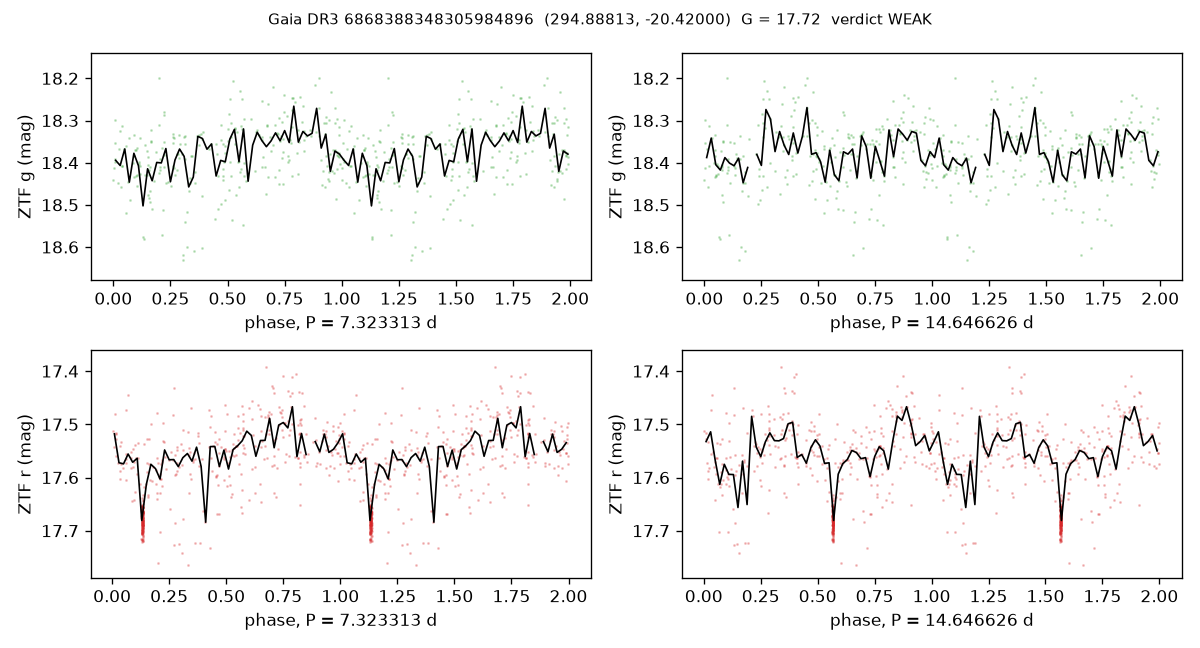 Gaia DR3 6868388348305984896 (294.88813, -20.42000) G = 17.72 verdict WEAK
ZTF g (mag)
18.2
18.3
18.4
18.5
18.6
0.00 0.25 0.50 0.75 1.00 1.25 1.50 1.75 2.00
phase, P = 7.323313 d
ZTF g (mag)
18.2
18.3
18.4
18.5
18.6
0.00 0.25 0.50 0.75 1.00 1.25 1.50 1.75 2.00
phase, P = 14.646626 d
ZTF r (mag)
17.4
17.5
17.6
17.7
0.00 0.25 0.50 0.75 1.00 1.25 1.50 1.75 2.00
phase, P = 7.323313 d
ZTF r (mag)
17.4
17.5
17.6
17.7
0.00 0.25 0.50 0.75 1.00 1.25 1.50 1.75 2.00
phase, P = 14.646626 d